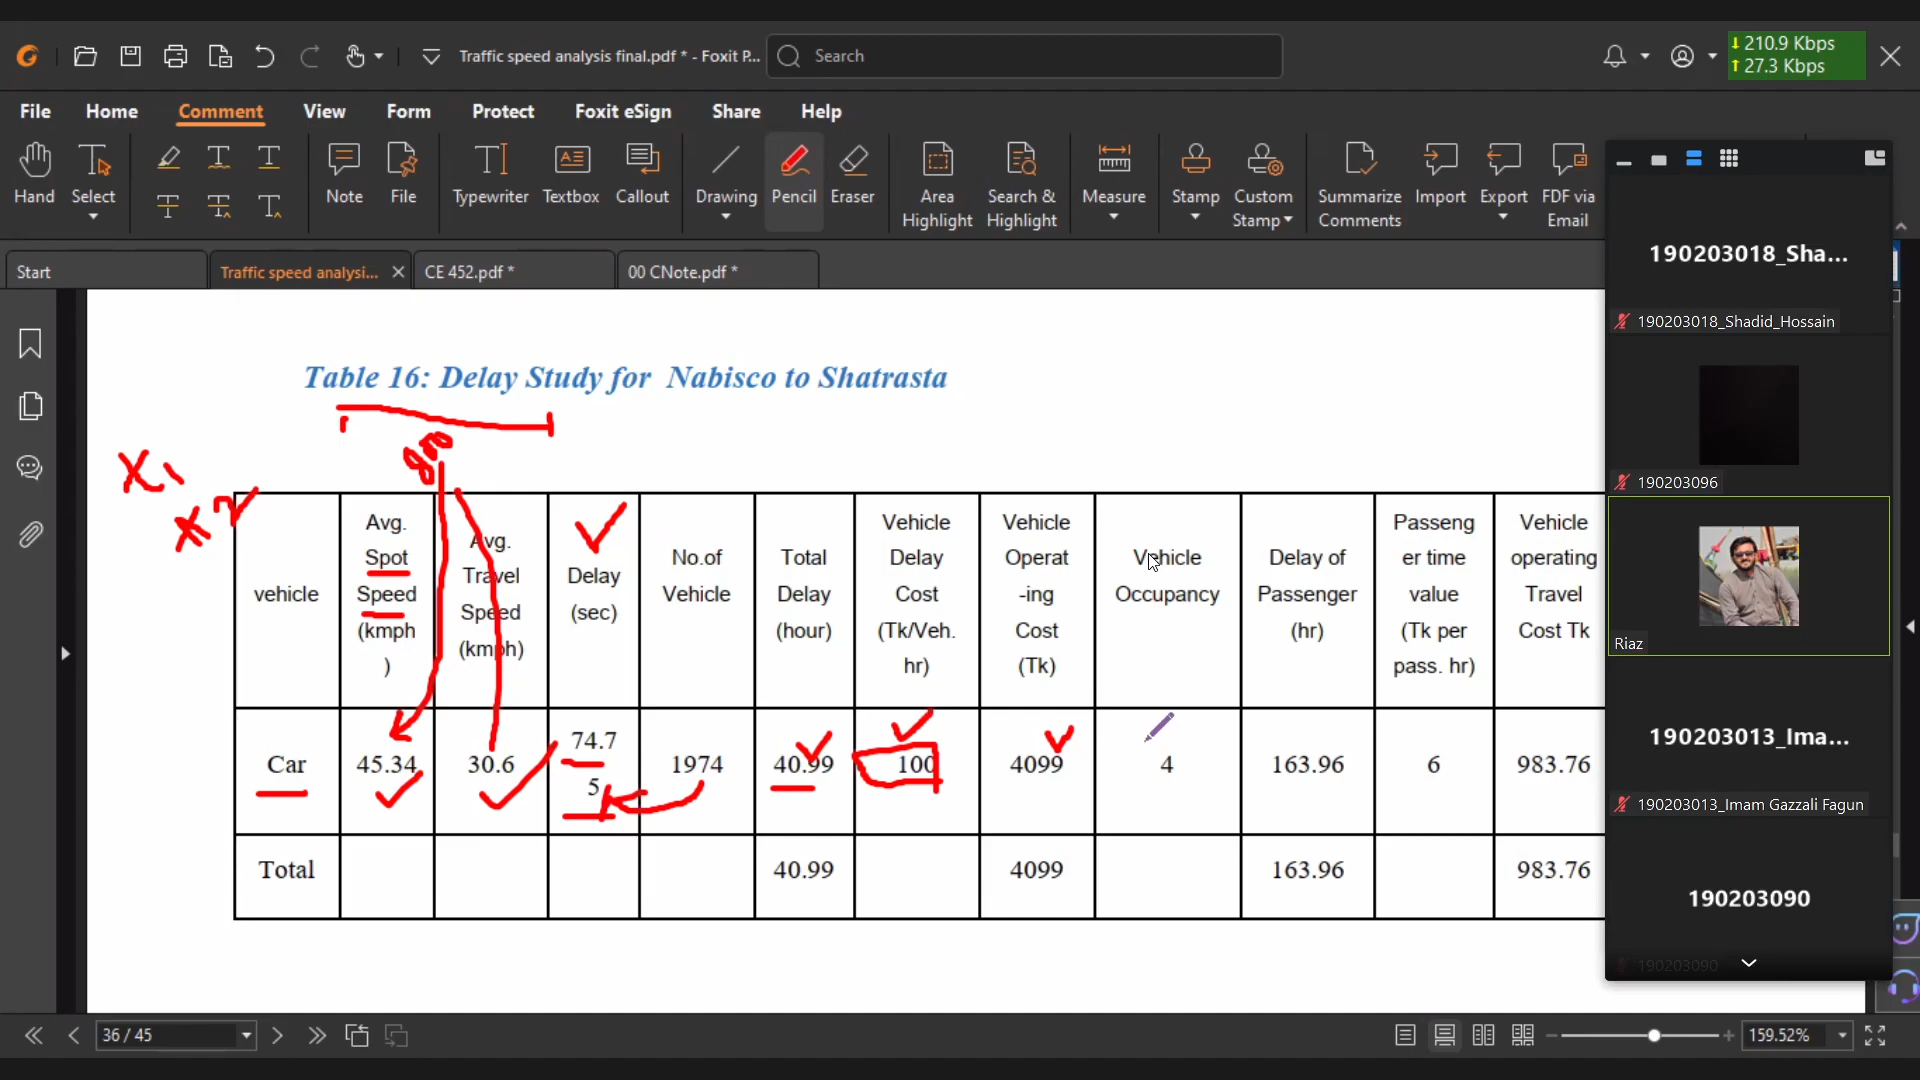 Traffic speed analysis final.pdf * - Foxit P...
Search
210.9 Kbps
27.3 Kbps
File Home Comment View Form Protect Foxit eSign Share Help
Hand Select Note File Typewriter Textbox Callout Drawing Pencil Eraser Area Highlight Search & Highlight Measure Stamp Custom Stamp Summarize Comments Import Export FDF via Email
Start Traffic speed analysi... CE 452.pdf * 00 CNote.pdf *
Table 16: Delay Study for Nabisco to Shatrasta
X1
X2
vehicle
Avg. Spot Speed (kmph)
Avg. Travel Speed (kmph)
Delay (sec)
No.of Vehicle
Total Delay (hour)
Vehicle Delay Cost (Tk/Veh. hr)
Vehicle Operat-ing Cost (Tk)
Vehicle Occupancy
Delay of Passenger (hr)
Passenger time value (Tk per pass. hr)
Vehicle operating Travel Cost Tk
Car 45.34 30.6 74.75 1974 40.99 100 4099 4 163.96 6 983.76
Total 40.99 4099 163.96 983.76
190203018_Sha...
190203018_Shadid_Hossain
190203096
Riaz
190203013_Ima...
190203013_Imam Gazzali Fagun
190203090
190203090
36 / 45
159.52%